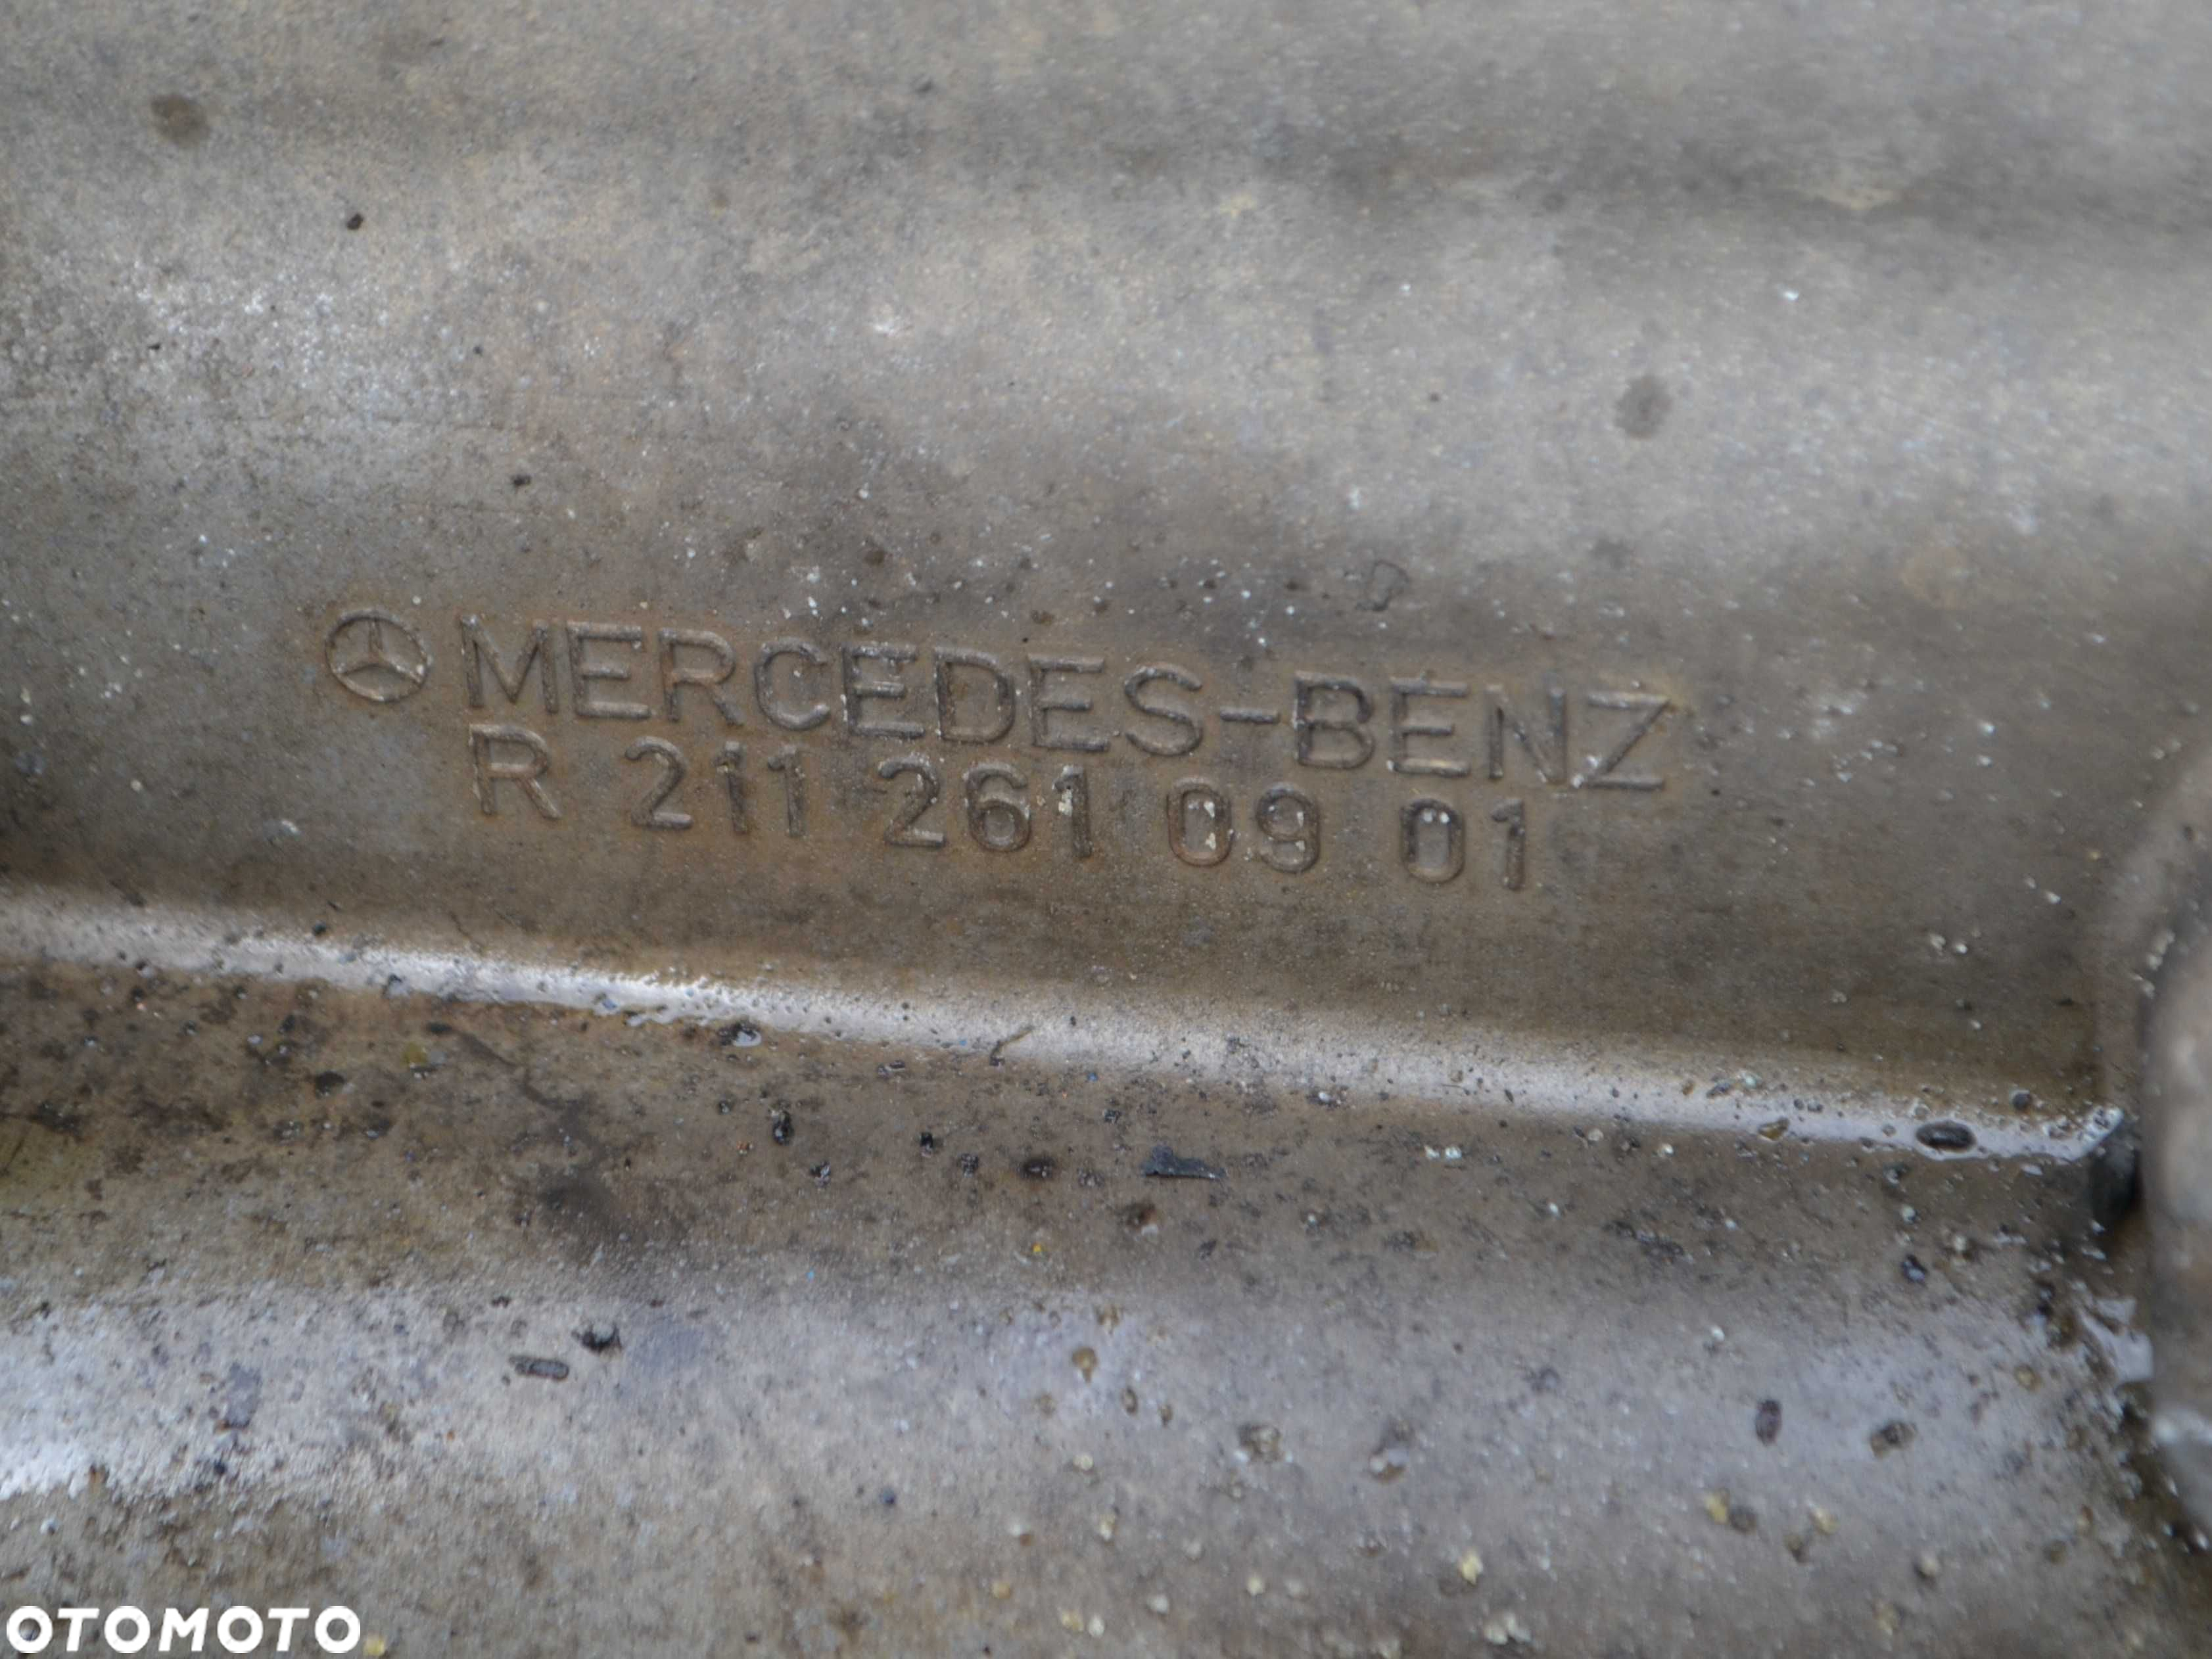 MERCEDES-BENZ
R 211 261 09 01
OTOMOTO